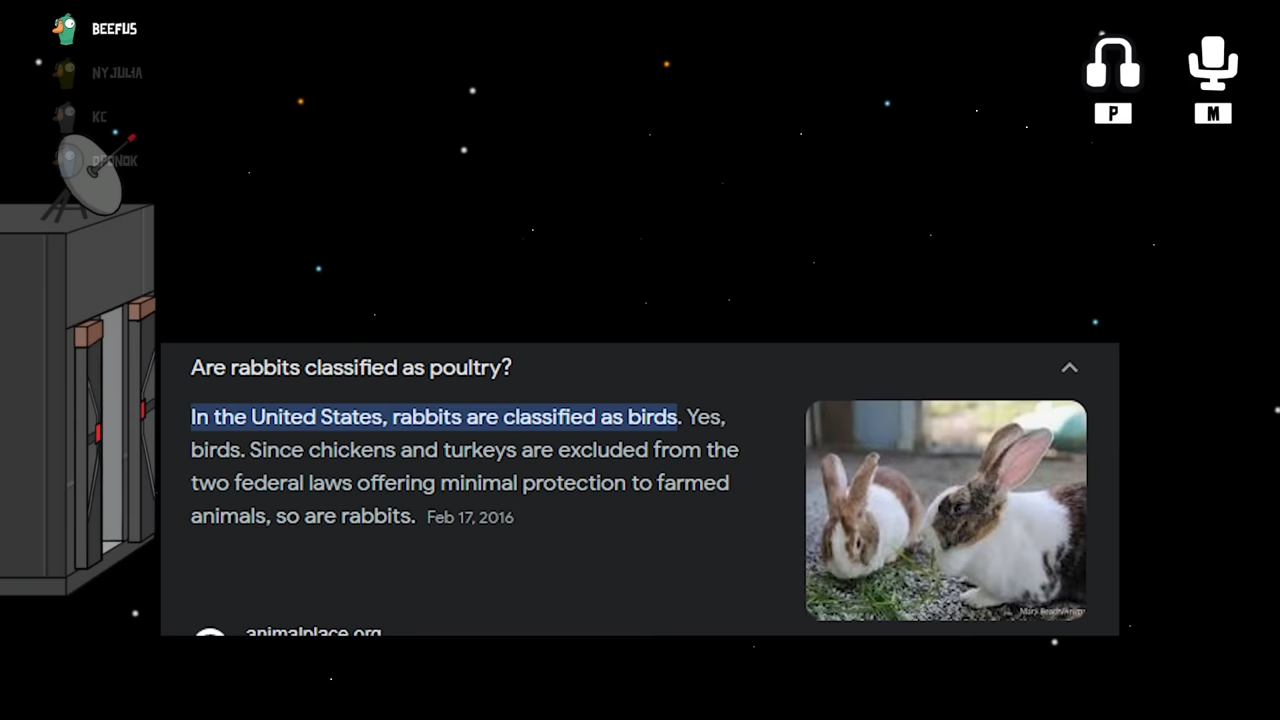 BEEFUS
NYJULIA
KC
P
M
Are rabbits classified as poultry?
In the United States, rabbits are classified as birds. Yes,
birds. Since chickens and turkeys are excluded from the
two federal laws offering minimal protection to farmed
animals, so are rabbits. Feb 17, 2016
animalplace.org